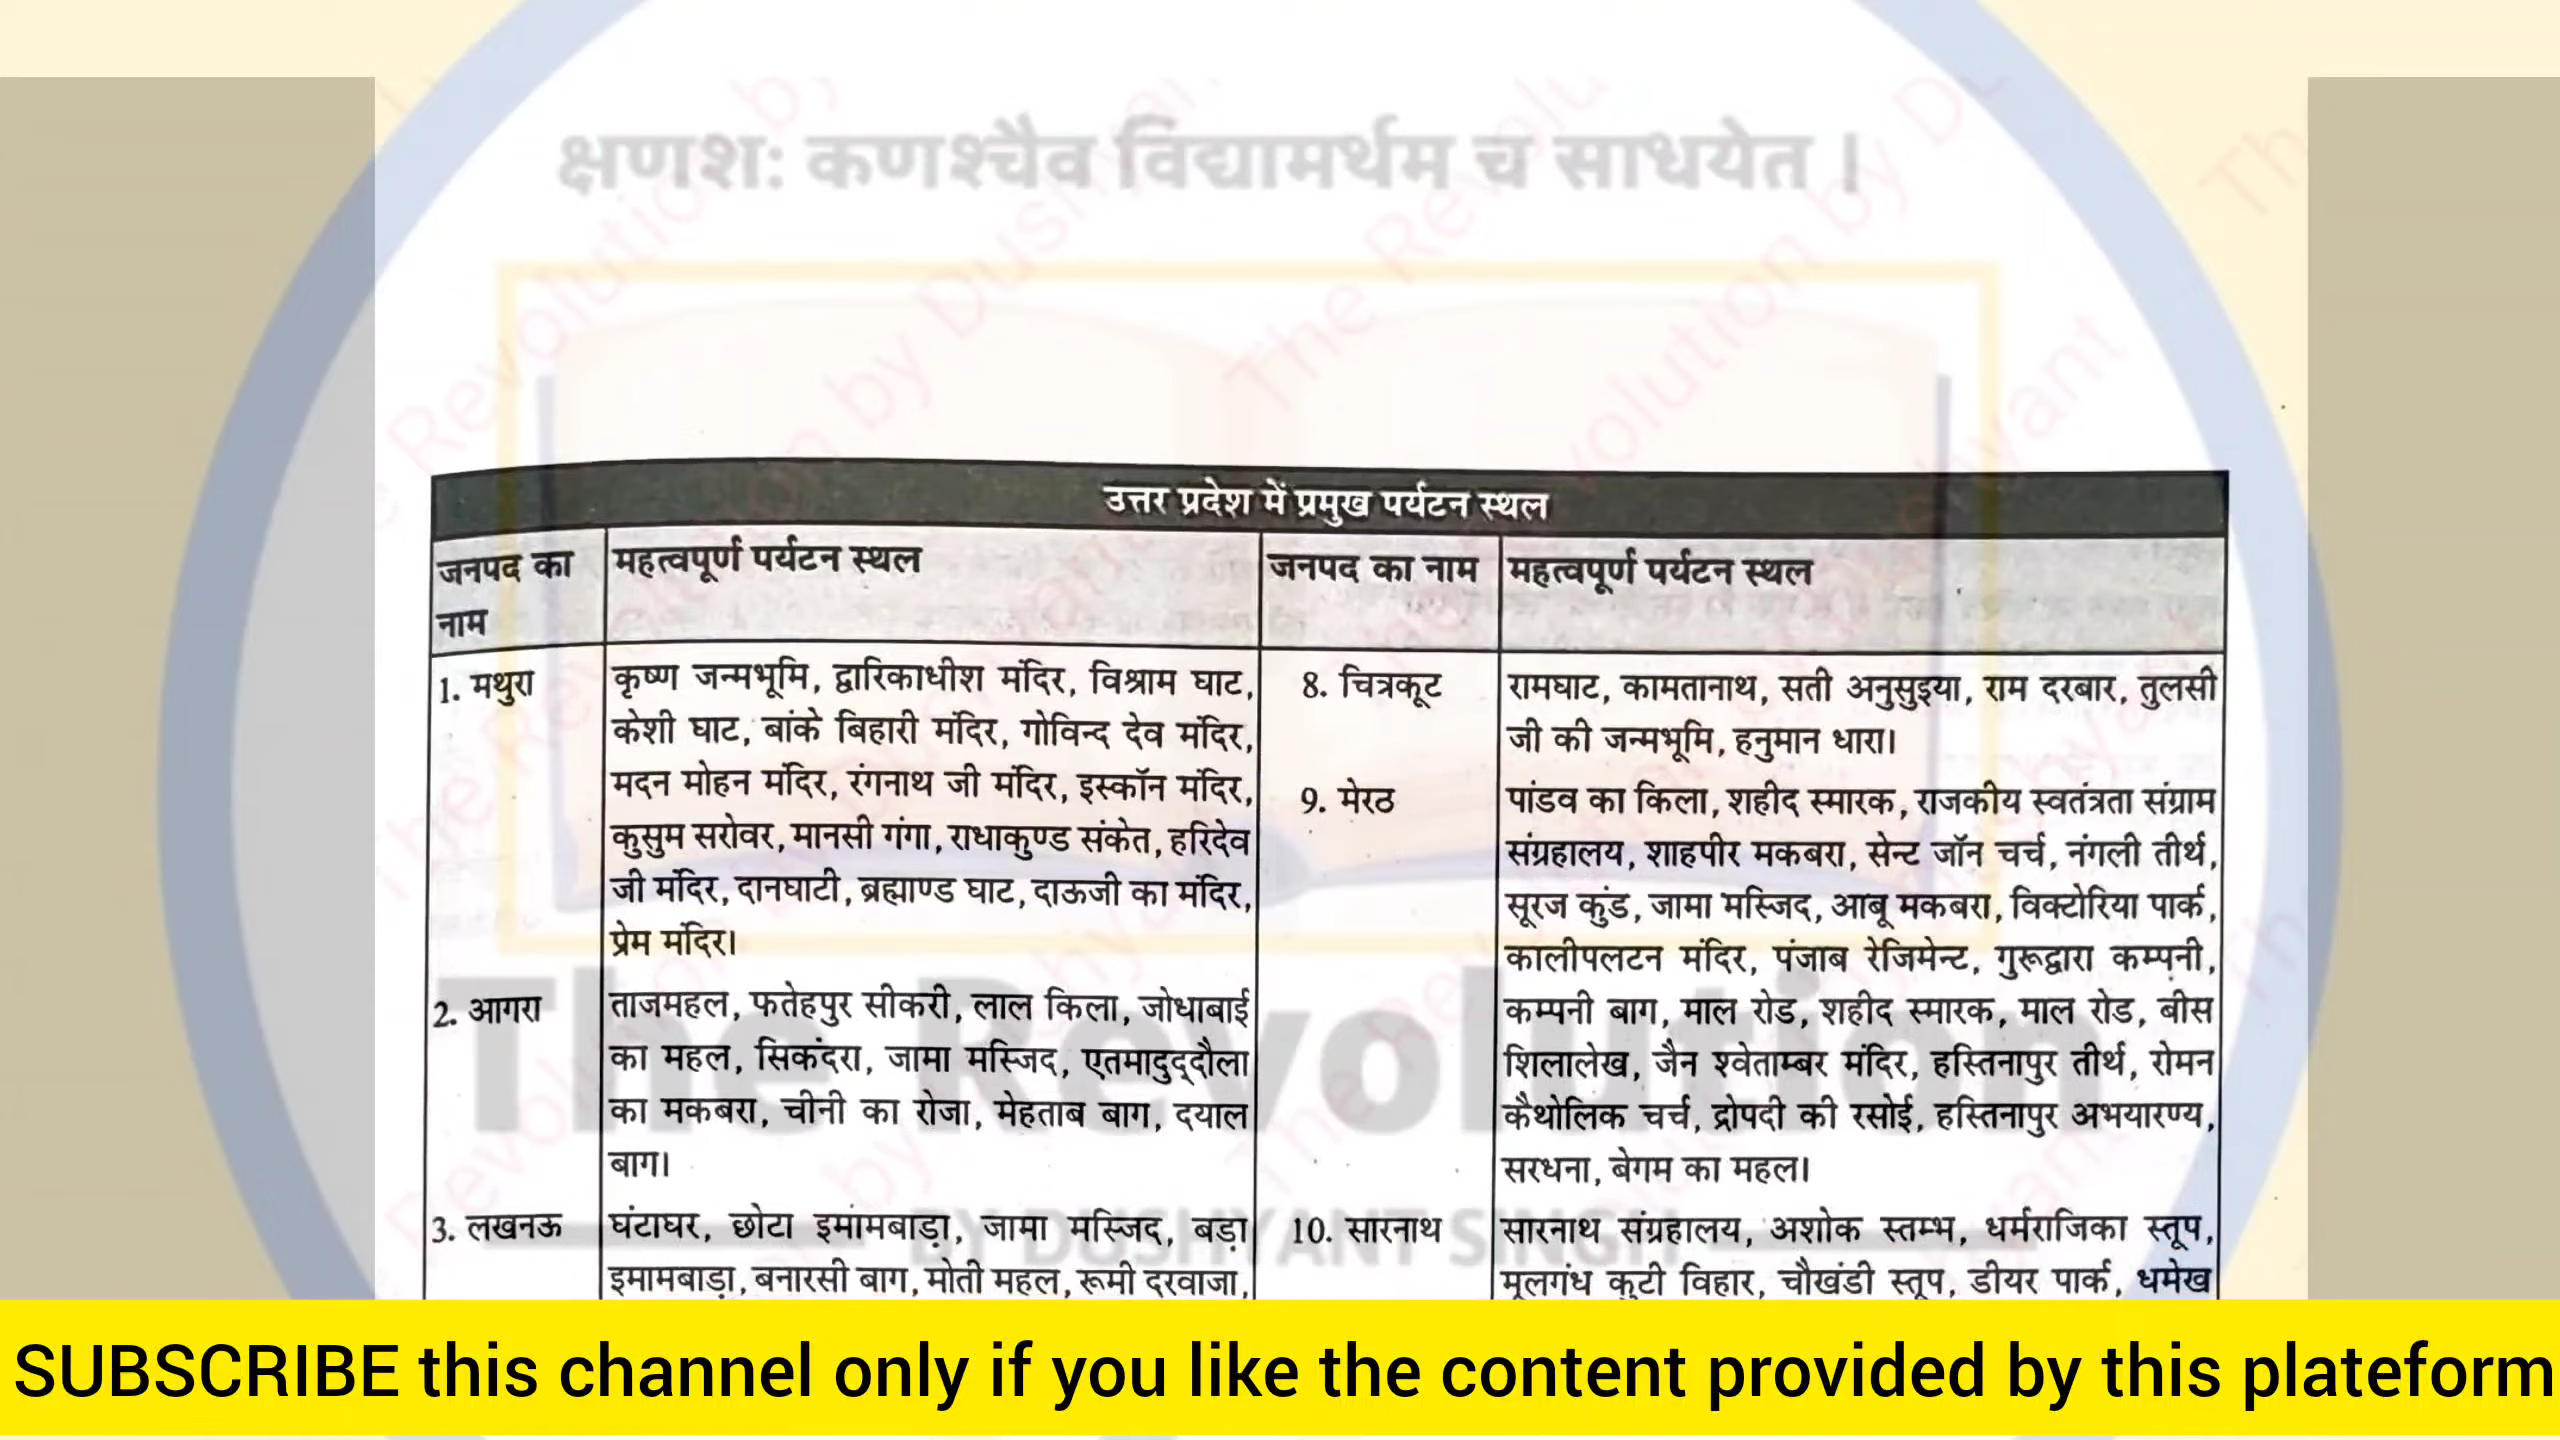 क्षणश: कणश्चैव विद्यामर्थम च साधयेत ।
उत्तर प्रदेश में प्रमुख पर्यटन स्थल
जनपद का नाम
महत्वपूर्ण पर्यटन स्थल
जनपद का नाम
महत्वपूर्ण पर्यटन स्थल
1. मथुरा
कृष्ण जन्मभूमि, द्वारिकाधीश मंदिर, विश्राम घाट,
केशी घाट, बांके बिहारी मंदिर, गोविन्द देव मंदिर,
मदन मोहन मंदिर, रंगनाथ जी मंदिर, इस्कॉन मंदिर,
कुसुम सरोवर, मानसी गंगा, राधाकुण्ड संकेत, हरिदेव
जी मंदिर, दानघाटी, ब्रह्माण्ड घाट, दाऊजी का मंदिर,
प्रेम मंदिर।
2. आगरा
ताजमहल, फतेहपुर सीकरी, लाल किला, जोधाबाई
का महल, सिकंदरा, जामा मस्जिद, एतमादुद्दौला
का मकबरा, चीनी का रोजा, मेहताब बाग, दयाल
बाग।
3. लखनऊ
घंटाघर, छोटा इमामबाड़ा, जामा मस्जिद, बड़ा
इमामबाड़ा, बनारसी बाग, मोती महल, रूमी दरवाजा,
8. चित्रकूट
रामघाट, कामतानाथ, सती अनुसुइया, राम दरबार, तुलसी
जी की जन्मभूमि, हनुमान धारा।
9. मेरठ
पांडव का किला, शहीद स्मारक, राजकीय स्वतंत्रता संग्राम
संग्रहालय, शाहपीर मकबरा, सेन्ट जॉन चर्च, नंगली तीर्थ,
सूरज कुंड, जामा मस्जिद, आबू मकबरा, विक्टोरिया पार्क,
कालीपलटन मंदिर, पंजाब रेजिमेन्ट, गुरूद्वारा कम्पनी,
कम्पनी बाग, माल रोड, शहीद स्मारक, माल रोड, बीस
शिलालेख, जैन श्वेताम्बर मंदिर, हस्तिनापुर तीर्थ, रोमन
कैथोलिक चर्च, द्रोपदी की रसोई, हस्तिनापुर अभयारण्य,
सरधना, बेगम का महल।
10. सारनाथ
सारनाथ संग्रहालय, अशोक स्तम्भ, धर्मराजिका स्तूप,
मूलगंध कुटी विहार, चौखंडी स्तूप, डीयर पार्क, धमेख
The Revolution
BY DUSHYANT SINGH
SUBSCRIBE this channel only if you like the content provided by this plateform